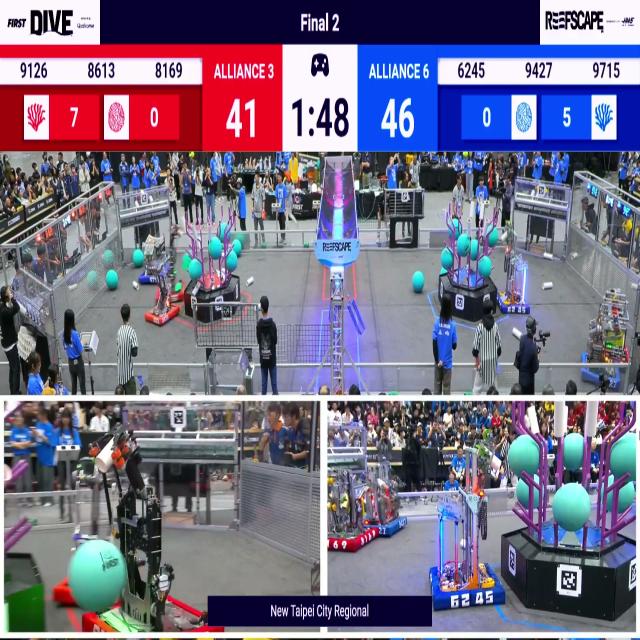 FIRST DIVE
Final 2
REEFSCAPE
9126 8613 8169
ALLIANCE 3
ALLIANCE 6
6245 9427 9715
7 0
41
1:48
46
0 5
REEFSCAPE
6245
New Taipei City Regional